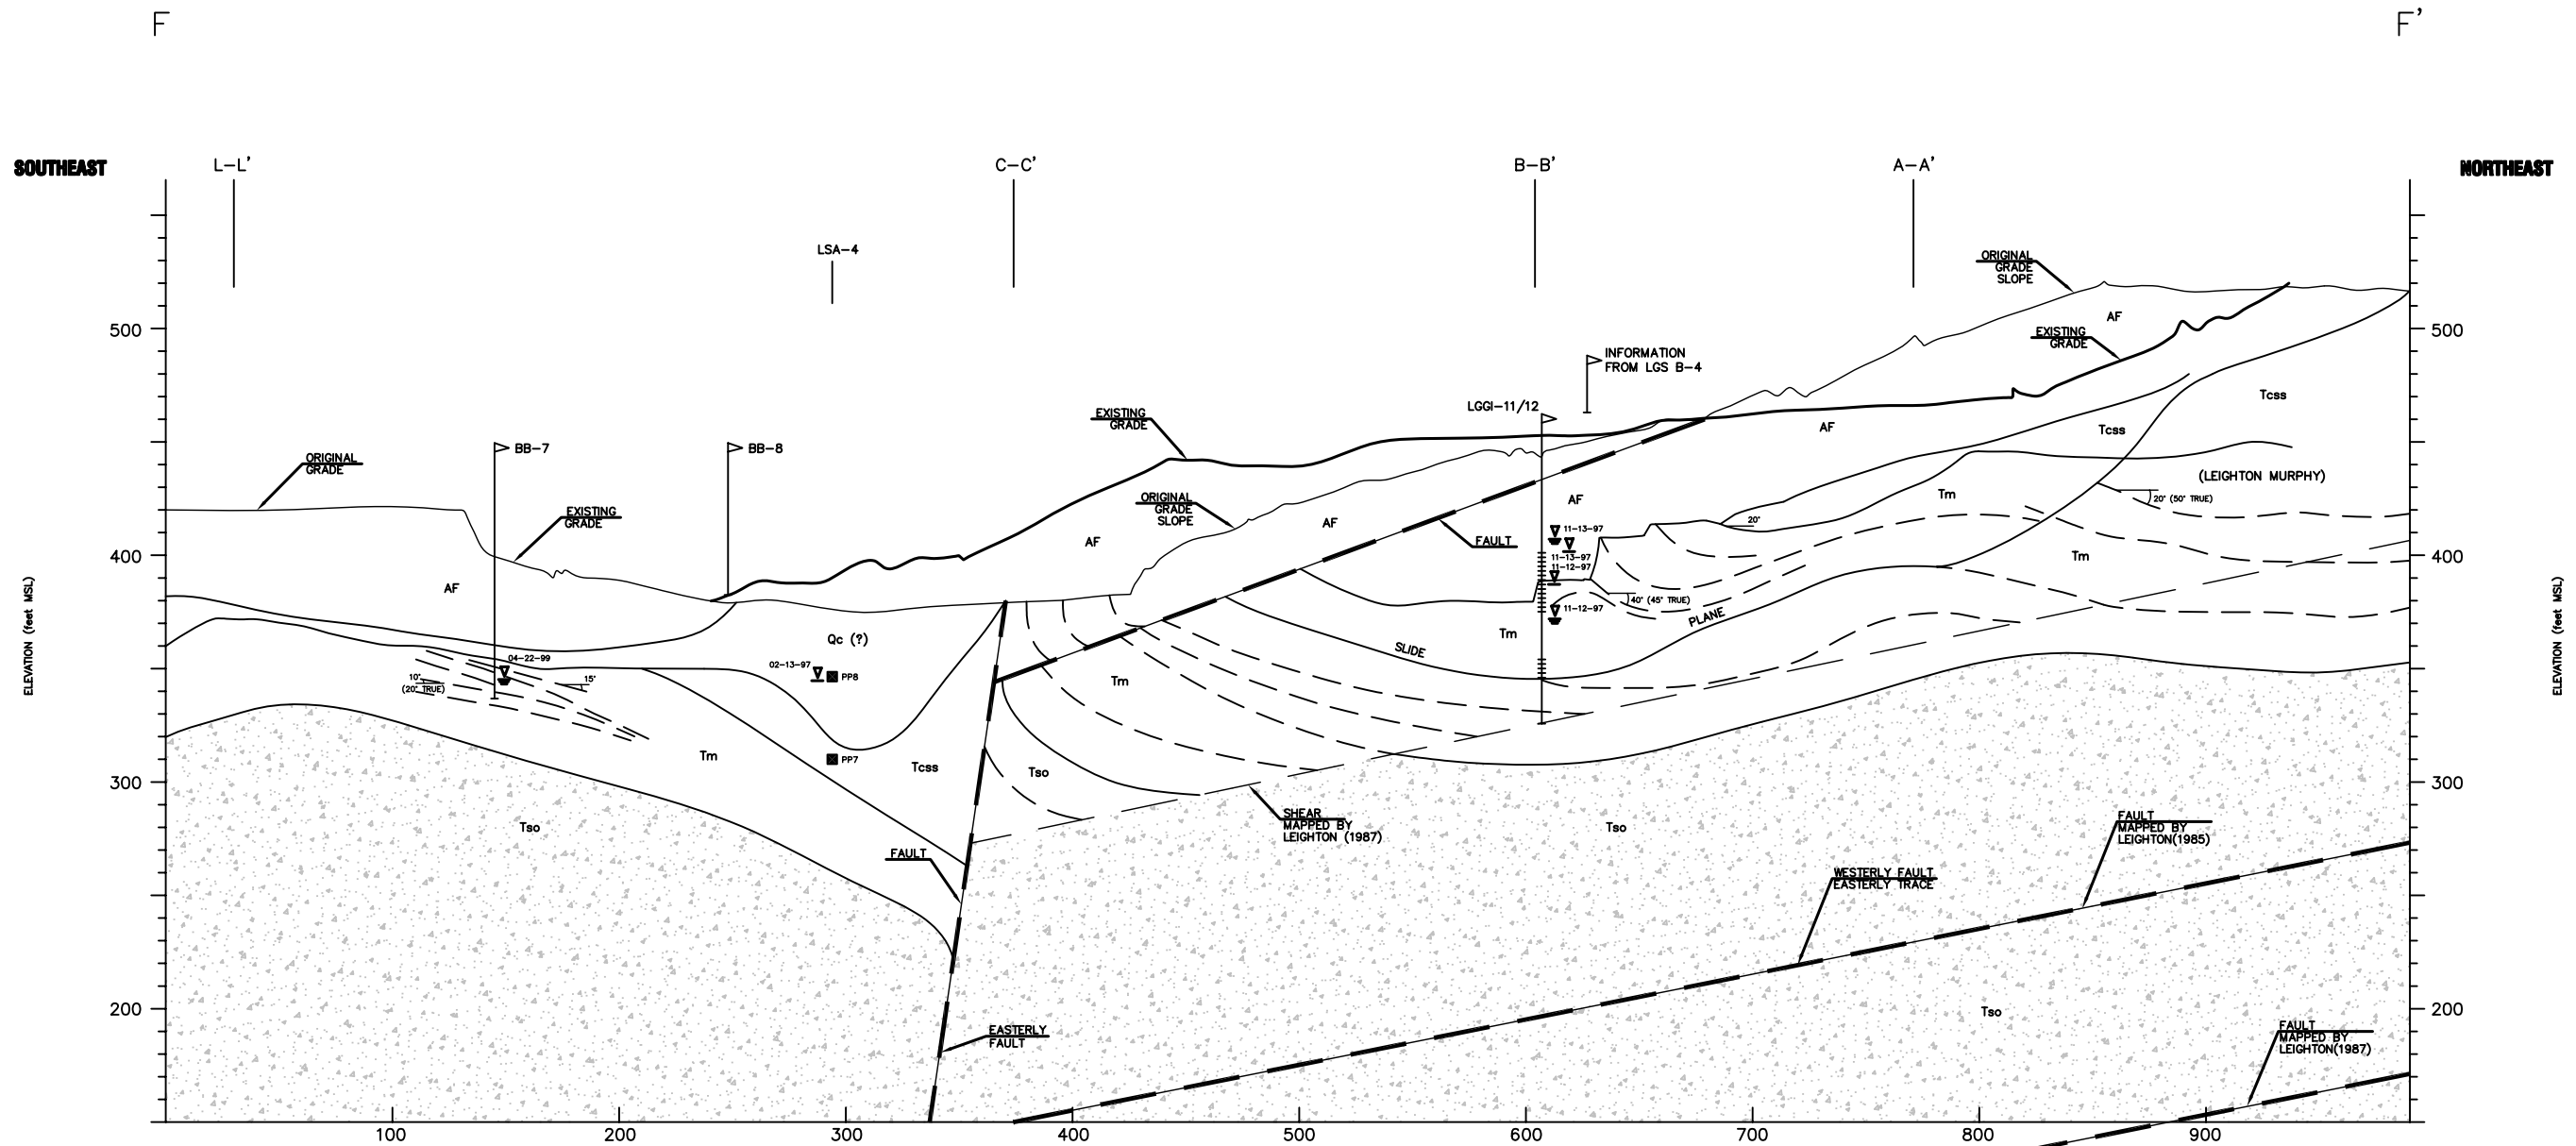 F
F'
SOUTHEAST
L-L'
C-C'
B-B'
A-A'
NORTHEAST
LSA-4
ORIGINAL
GRADE
SLOPE
AF
500
EXISTING
GRADE
500
INFORMATION
FROM LGS B-4
LGGI-11/12
EXISTING
GRADE
Tcss
AF
Tcss
BB-7
BB-8
ORIGINAL
GRADE
(LEIGHTON MURPHY)
ORIGINAL
GRADE
SLOPE
EXISTING
GRADE
AF
Tm
20° (50° TRUE)
AF
20°
FAULT
11-13-97
400
AF
11-13-97
11-12-97
Tm
400
AF
40° (45° TRUE)
11-12-97
PLANE
ELEVATION (feet MSL)
ELEVATION (feet MSL)
Qc (?)
Tm
SLIDE
04-22-99
02-13-97
PP8
10°
(20° TRUE)
15°
Tm
Tm
PP7
Tcss
Tso
300
300
SHEAR
MAPPED BY
LEIGHTON (1987)
Tso
Tso
FAULT
MAPPED BY
LEIGHTON(1985)
FAULT
WESTERLY FAULT
EASTERLY TRACE
200
200
Tso
EASTERLY
FAULT
FAULT
MAPPED BY
LEIGHTON(1987)
100
200
300
400
500
600
700
800
900